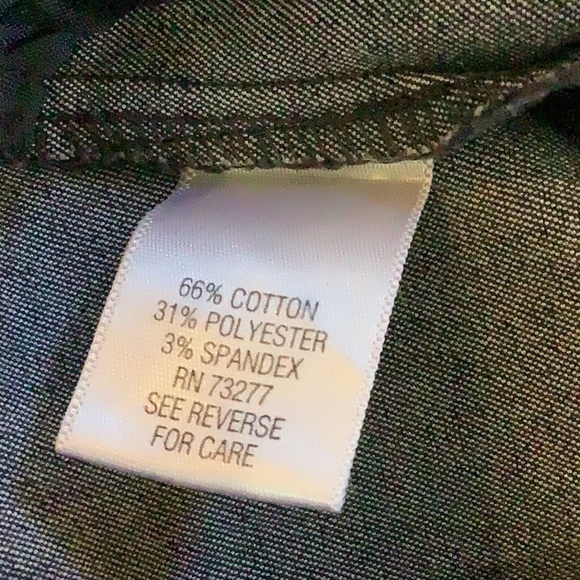 66% COTTON
31% POLYESTER
3% SPANDEX
RN 73277
SEE REVERSE
FOR CARE